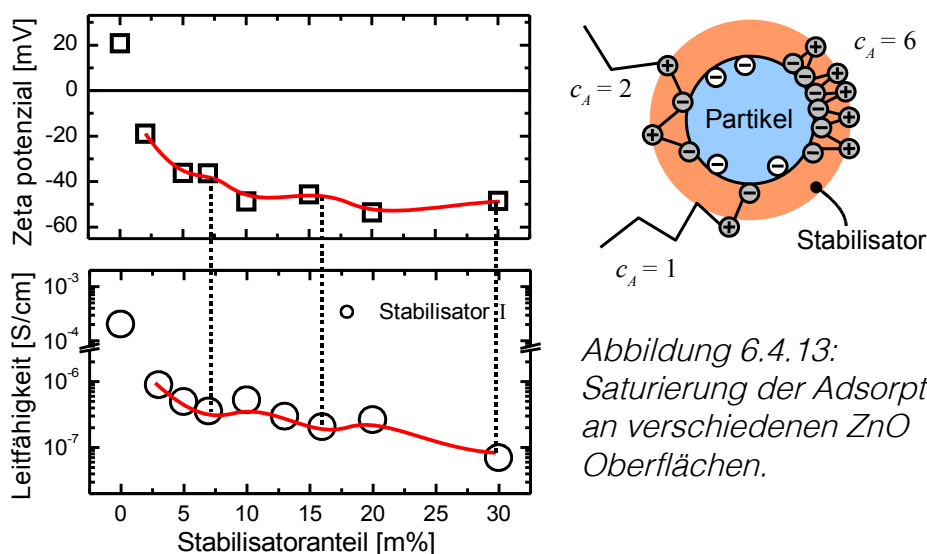 Zeta potenzial [mV]
20
0
-20
-40
-60
Leitfähigkeit [S/cm]
10⁻³
10⁻⁴
10⁻⁶
10⁻⁷
Stabilisator I
0 5 10 15 20 25 30
Stabilisatoranteil [m%]
c_A = 2
c_A = 6
Partikel
Stabilisator
c_A = 1
Abbildung 6.4.13:
Saturierung der Adsorpt
an verschiedenen ZnO
Oberflächen.